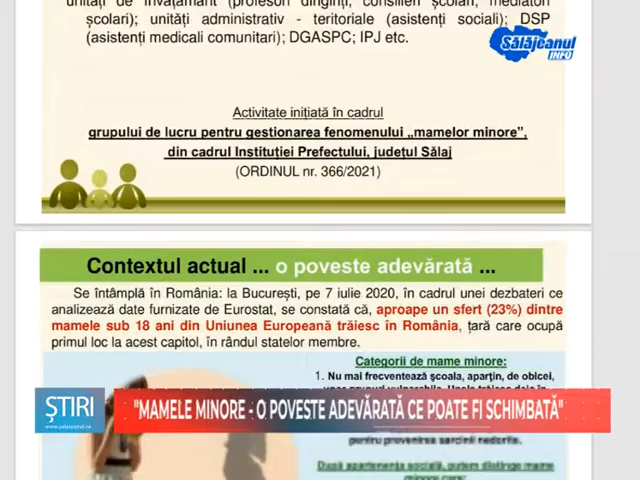 unități de învățământ (profesori diriginți, consilieri școlari, mediatori
școlari); unități administrativ - teritoriale (asistenți sociali); DSP
(asistenți medicali comunitari); DGASPC; IPJ etc.
Sălăjeanul
INFO
Activitate inițiată în cadrul
grupului de lucru pentru gestionarea fenomenului „mamelor minore”,
din cadrul Instituției Prefectului, județul Sălaj
(ORDINUL nr. 366/2021)
Contextul actual ... o poveste adevărată ...
Se întâmplă în România: la București, pe 7 iulie 2020, în cadrul unei dezbateri ce
analizează date furnizate de Eurostat, se constată că, aproape un sfert (23%) dintre
mamele sub 18 ani din Uniunea Europeană trăiesc în România, țară care ocupă
primul loc la acest capitol, în rândul statelor membre.
Categorii de mame minore:
1. Nu mai frecventează școala, aparțin, de obicei,
ȘTIRI
www.salajeanul.ro
"MAMELE MINORE - O POVESTE ADEVĂRATĂ CE POATE FI SCHIMBATĂ"
pentru prevenirea sarcinii nedorite.
După apartenența socială, putem distinge mame